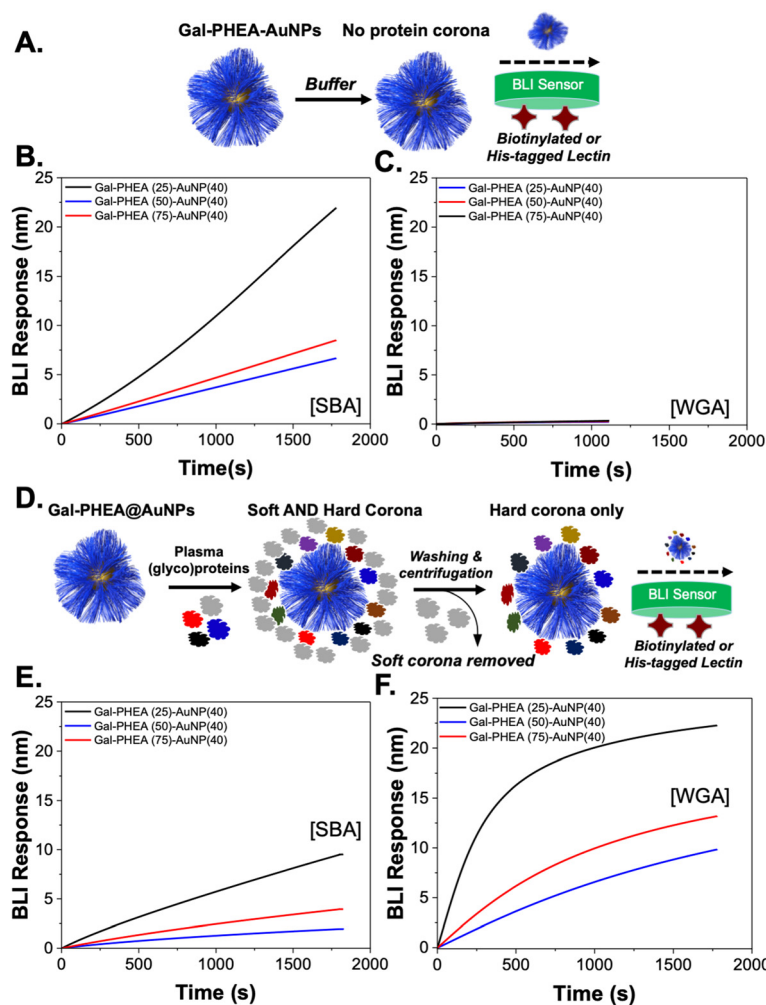 A.
Gal-PHEA-AuNPs
No protein corona
Buffer
BLI Sensor
Biotinylated or
His-tagged Lectin
B.
25
20
15
10
5
0
BLI Response (nm)
Gal-PHEA (25)-AuNP(40)
Gal-PHEA (50)-AuNP(40)
Gal-PHEA (75)-AuNP(40)
[SBA]
0 500 1000 1500 2000
Time(s)
C.
25
20
15
10
5
0
BLI Response (nm)
Gal-PHEA (25)-AuNP(40)
Gal-PHEA (50)-AuNP(40)
Gal-PHEA (75)-AuNP(40)
[WGA]
0 500 1000 1500 2000
Time (s)
D.
Gal-PHEA@AuNPs
Soft AND Hard Corona
Hard corona only
Plasma
(glyco)proteins
Washing &
centrifugation
Soft corona removed
BLI Sensor
Biotinylated or
His-tagged Lectin
E.
25
20
15
10
5
0
BLI Response (nm)
Gal-PHEA (25)-AuNP(40)
Gal-PHEA (50)-AuNP(40)
Gal-PHEA (75)-AuNP(40)
[SBA]
0 500 1000 1500 2000
Time (s)
F.
25
20
15
10
5
0
BLI Response (nm)
Gal-PHEA (25)-AuNP(40)
Gal-PHEA (50)-AuNP(40)
Gal-PHEA (75)-AuNP(40)
[WGA]
0 500 1000 1500 2000
Time (s)